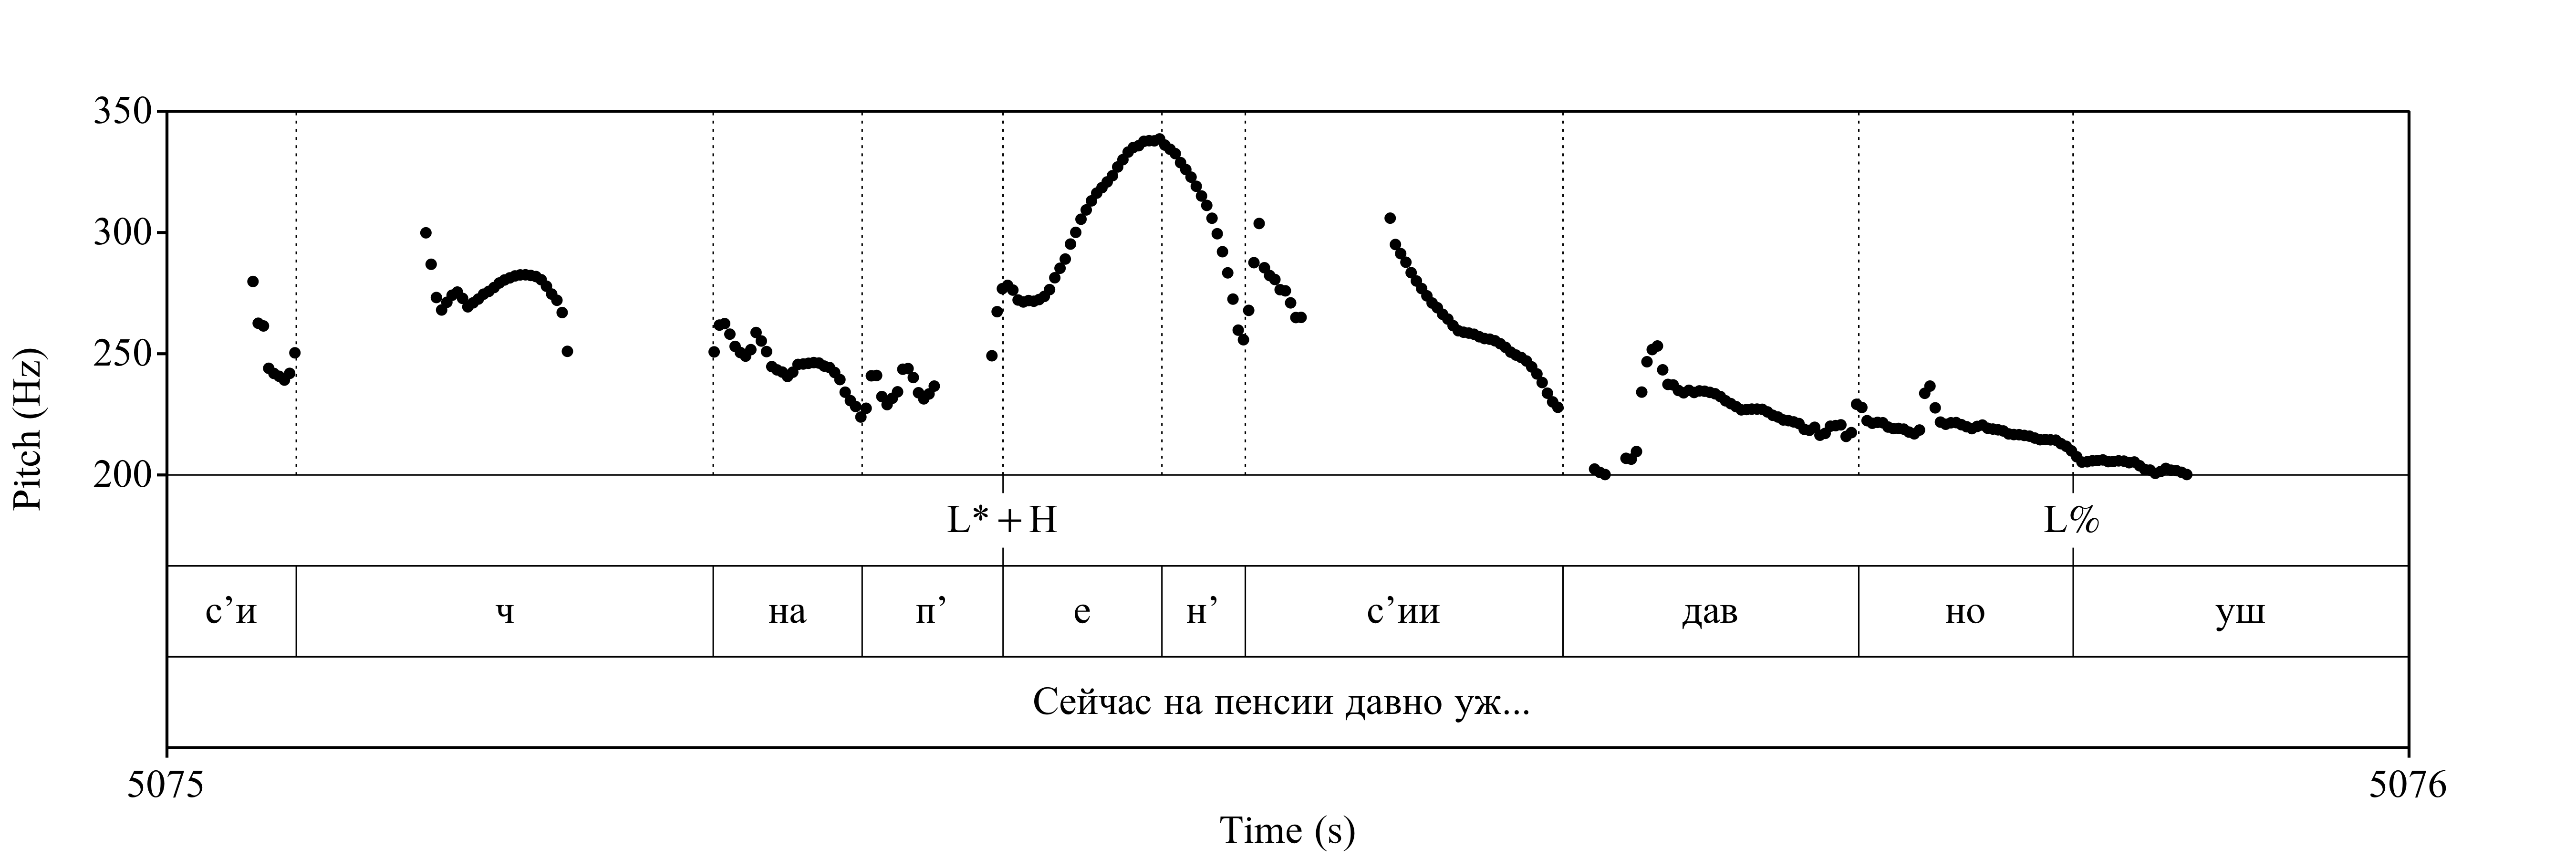 350
300
250
200
Pitch (Hz)
L* + H L%
с’и ч на п’ е н’ с’ии дав но уш
Сейчас на пенсии давно уж...
5075 5076
Time (s)